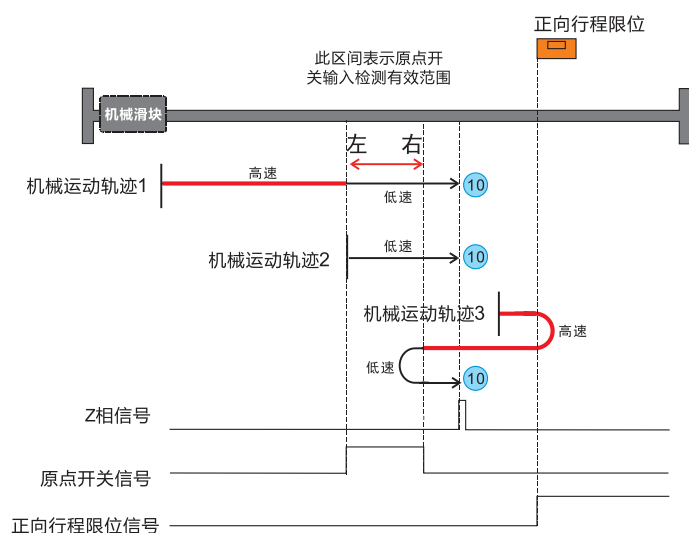 正向行程限位
此区间表示原点开
关输入检测有效范围
机械滑块
左 右
机械运动轨迹1
高速
低速
10
机械运动轨迹2
低速
10
机械运动轨迹3
高速
低速
10
Z相信号
原点开关信号
正向行程限位信号